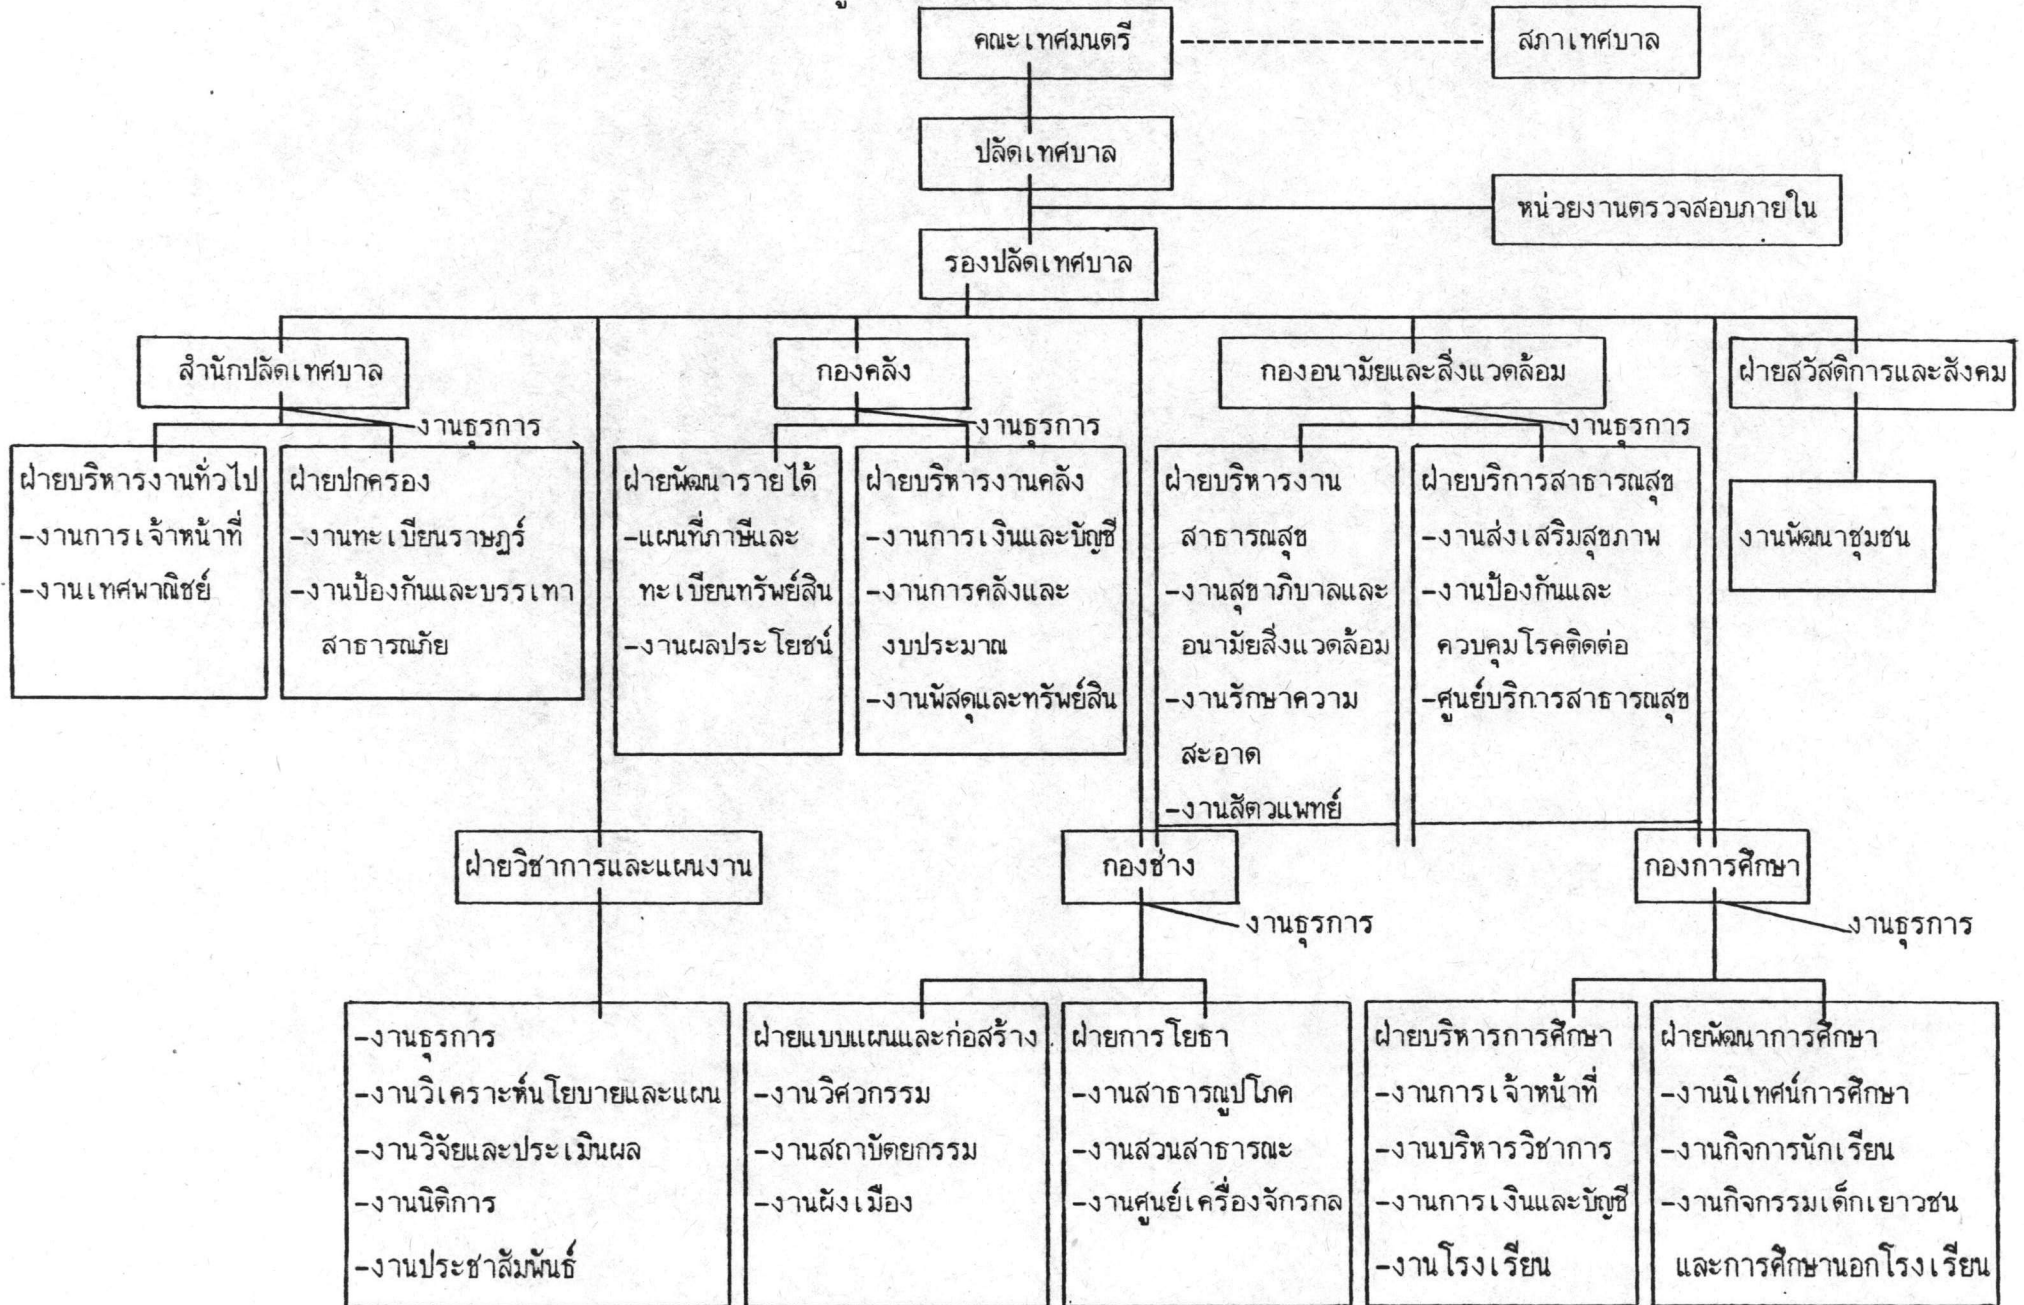 คณะเทศมนตรี
สภาเทศบาล
ปลัดเทศบาล
หน่วยงานตรวจสอบภายใน
รองปลัดเทศบาล
สำนักปลัดเทศบาล
งานธุรการ
ฝ่ายบริหารงานทั่วไป
-งานการเจ้าหน้าที่
-งานเทศพาณิชย์
ฝ่ายปกครอง
-งานทะเบียนราษฎร์
-งานป้องกันและบรรเทา
สาธารณภัย
กองคลัง
งานธุรการ
ฝ่ายพัฒนารายได้
-แผนที่ภาษีและ
ทะเบียนทรัพย์สิน
-งานผลประโยชน์
ฝ่ายบริหารงานคลัง
-งานการเงินและบัญชี
-งานการคลังและ
งบประมาณ
-งานพัสดุและทรัพย์สิน
กองอนามัยและสิ่งแวดล้อม
งานธุรการ
ฝ่ายบริหารงาน
สาธารณสุข
-งานสุขาภิบาลและ
อนามัยสิ่งแวดล้อม
-งานรักษาความ
สะอาด
-งานสัตวแพทย์
ฝ่ายบริการสาธารณสุข
-งานส่งเสริมสุขภาพ
-งานป้องกันและ
ควบคุมโรคติดต่อ
-ศูนย์บริการสาธารณสุข
ฝ่ายสวัสดิการและสังคม
งานพัฒนาชุมชน
ฝ่ายวิชาการและแผนงาน
-งานธุรการ
-งานวิเคราะห์นโยบายและแผน
-งานวิจัยและประเมินผล
-งานนิติการ
-งานประชาสัมพันธ์
กองช่าง
งานธุรการ
ฝ่ายแบบแผนและก่อสร้าง
-งานวิศวกรรม
-งานสถาปัตยกรรม
-งานผังเมือง
ฝ่ายการโยธา
-งานสาธารณูปโภค
-งานสวนสาธารณะ
-งานศูนย์เครื่องจักรกล
กองการศึกษา
งานธุรการ
ฝ่ายบริหารการศึกษา
-งานการเจ้าหน้าที่
-งานบริหารวิชาการ
-งานการเงินและบัญชี
-งานโรงเรียน
ฝ่ายพัฒนาการศึกษา
-งานนิเทศน์การศึกษา
-งานกิจการนักเรียน
-งานกิจกรรมเด็กเยาวชน
และการศึกษานอกโรงเรียน